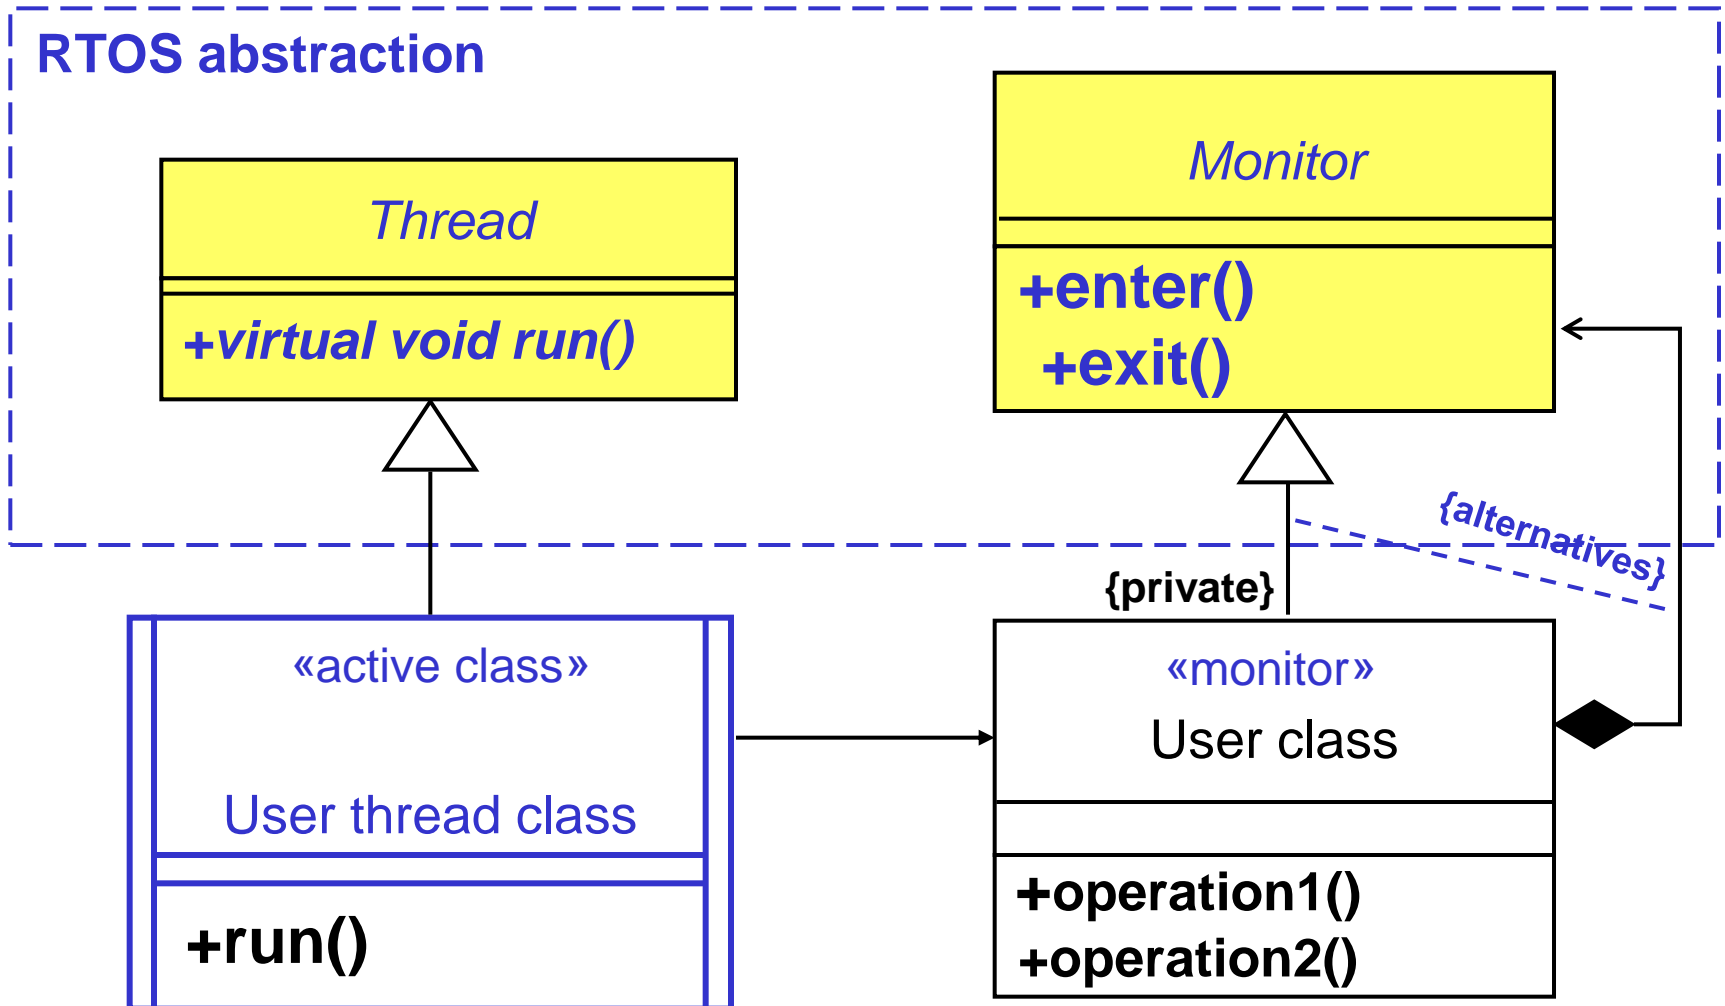 RTOS abstraction
Thread
+virtual void run()
Monitor
+enter()
+exit()
{alternatives}
{private}
«active class»
User thread class
+run()
«monitor»
User class
+operation1()
+operation2()